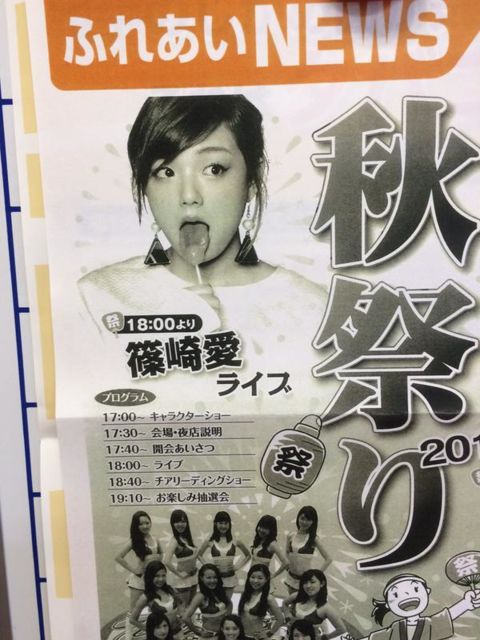 ふれあいNEWS
秋祭り
201
祭 18:00より
篠崎愛
ライブ
プログラム
17:00~ キャラクターショー
17:30~ 会場・夜店説明
17:40~ 開会あいさつ
18:00~ ライブ
18:40~ チアリーディングショー
19:10~ お楽しみ抽選会
祭
祭